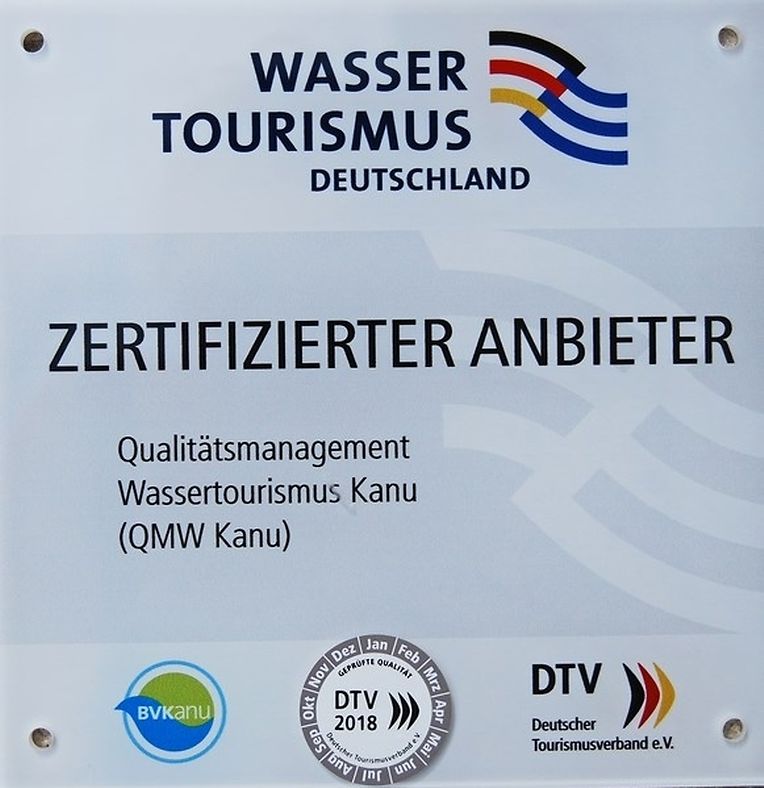 WASSER
TOURISMUS
DEUTSCHLAND
ZERTIFIZIERTER ANBIETER
Qualitätsmanagement
Wassertourismus Kanu
(QMW Kanu)
BVKanu
Jan Feb Mrz Apr Mai Jun Jul Aug Sep Okt Nov Dez
GEPRÜFTE QUALITÄT
DTV
2018
Deutscher Tourismusverband e.V.
DTV
Deutscher
Tourismusverband e.V.